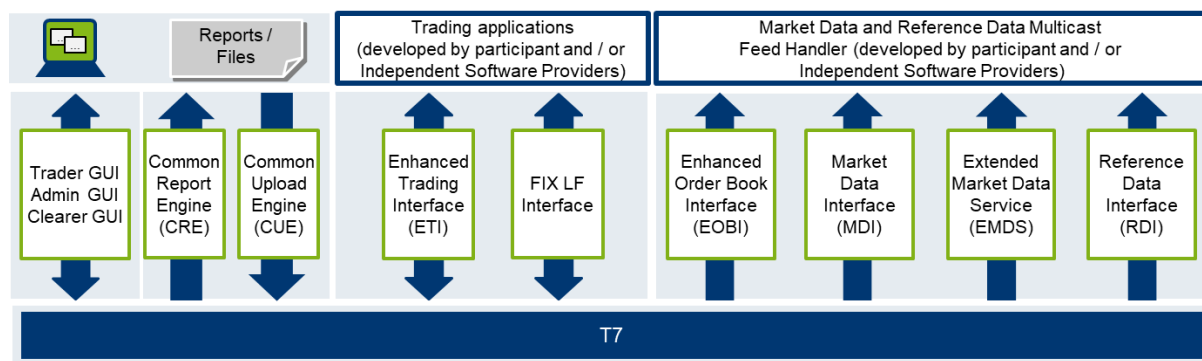 Reports /
Files
Trading applications
(developed by participant and / or
Independent Software Providers)
Market Data and Reference Data Multicast
Feed Handler (developed by participant and / or
Independent Software Providers)
Trader GUI
Admin GUI
Clearer GUI
Common
Report
Engine
(CRE)
Common
Upload
Engine
(CUE)
Enhanced
Trading
Interface
(ETI)
FIX LF
Interface
Enhanced
Order Book
Interface
(EOBI)
Market
Data
Interface
(MDI)
Extended
Market Data
Service
(EMDS)
Reference
Data
Interface
(RDI)
T7